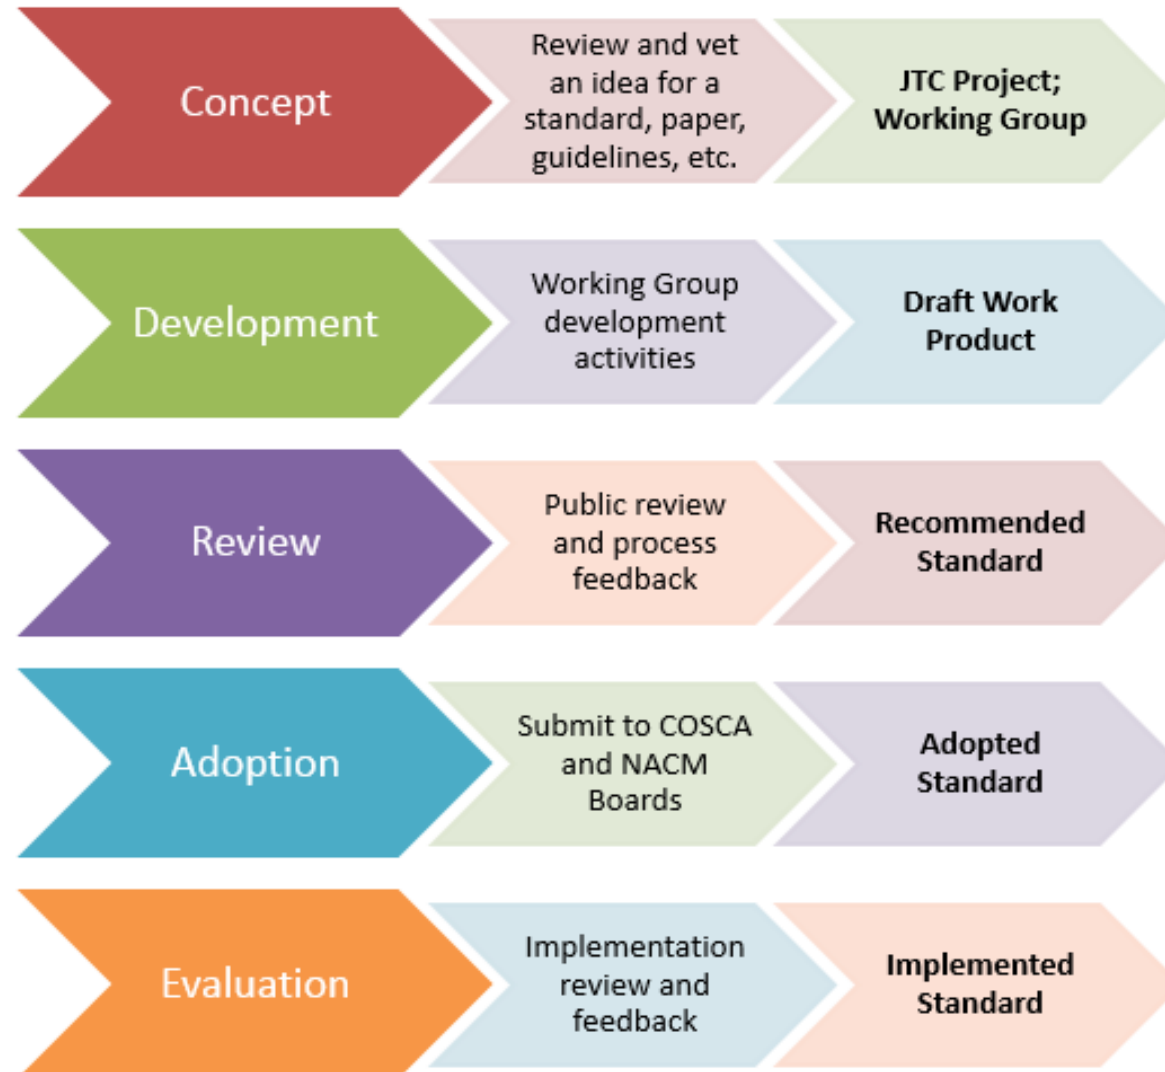 Concept
Review and vet
an idea for a
standard, paper,
guidelines, etc.
JTC Project;
Working Group
Development
Working Group
development
activities
Draft Work
Product
Review
Public review
and process
feedback
Recommended
Standard
Adoption
Submit to COSCA
and NACM
Boards
Adopted
Standard
Evaluation
Implementation
review and
feedback
Implemented
Standard